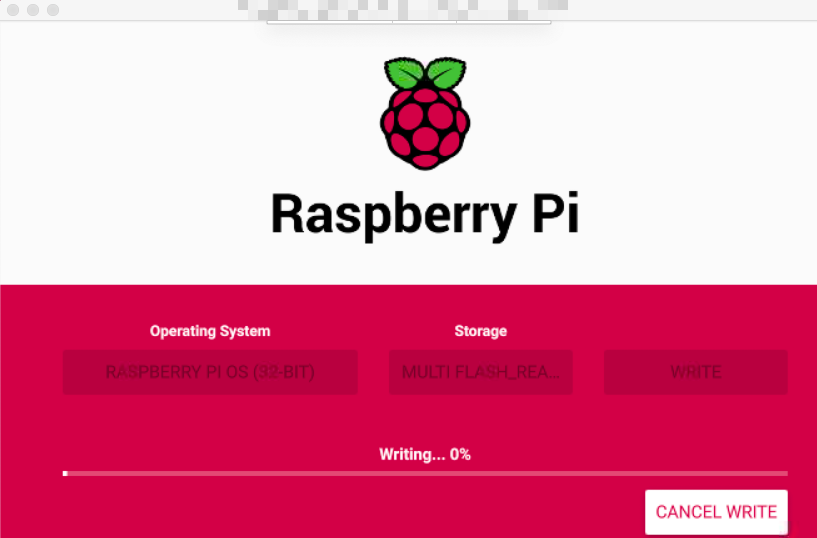 Raspberry Pi
Operating System
Storage
RASPBERRY PI OS (32-BIT)
MULTI FLASH_REA...
WRITE
Writing... 0%
CANCEL WRITE